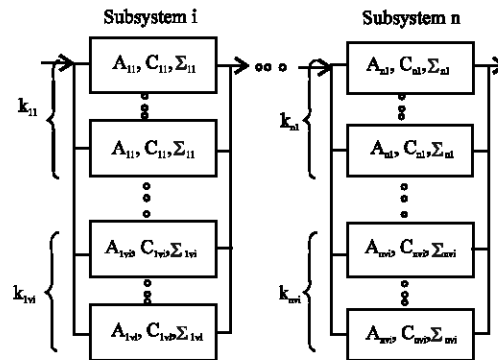 Subsystem i
Subsystem n
A₁₁, C₁₁, Σ₁₁
k₁₁
A₁₁, C₁₁, Σ₁₁
A₁ᵥᵢ, C₁ᵥᵢ, Σ₁ᵥᵢ
k₁ᵥᵢ
A₁ᵥᵢ, C₁ᵥᵢ, Σ₁ᵥᵢ
Aₙ₁, Cₙ₁, Σₙ₁
kₙ₁
Aₙ₁, Cₙ₁, Σₙ₁
Aₙᵥᵢ, Cₙᵥᵢ, Σₙᵥᵢ
kₙᵥᵢ
Aₙᵥᵢ, Cₙᵥᵢ, Σₙᵥᵢ